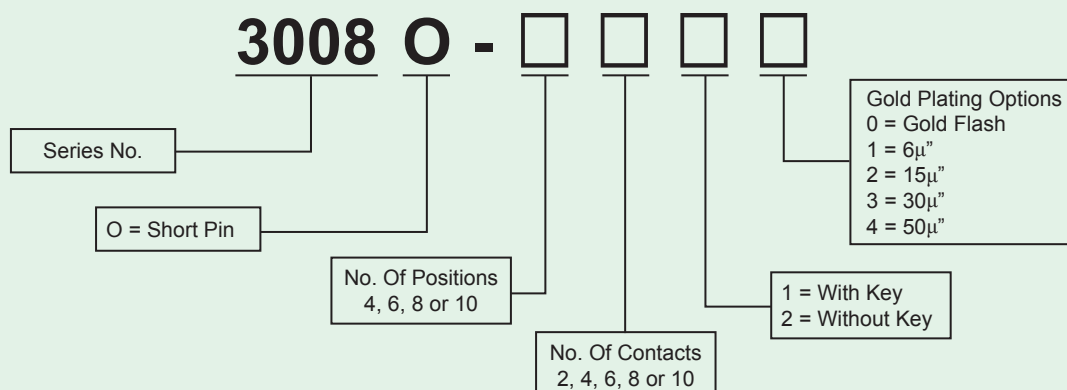 3008 O - □ □ □ □
Series No.
O = Short Pin
No. Of Positions
4, 6, 8 or 10
No. Of Contacts
2, 4, 6, 8 or 10
1 = With Key
2 = Without Key
Gold Plating Options
0 = Gold Flash
1 = 6µ”
2 = 15µ”
3 = 30µ”
4 = 50µ”